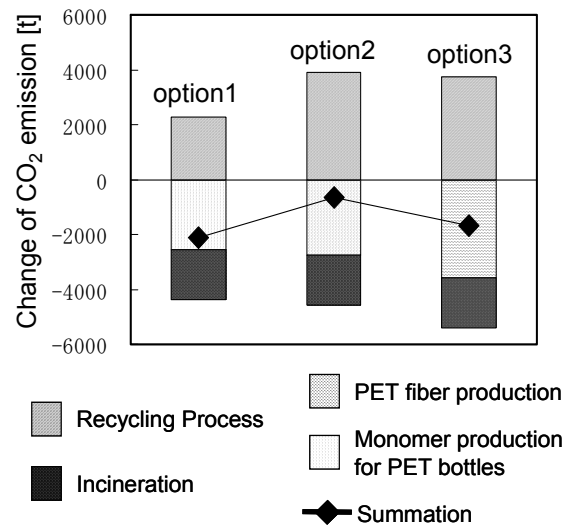 Change of CO₂ emission [t]
6000
4000
2000
0
-2000
-4000
-6000
option1
option2
option3
Recycling Process
Incineration
PET fiber production
Monomer production
for PET bottles
Summation